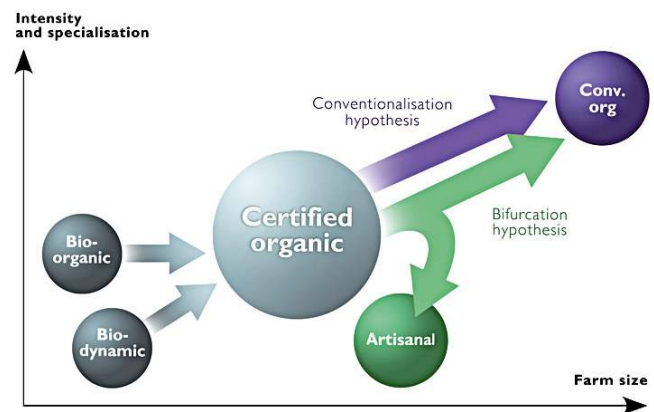 Intensity
and specialisation
Conventionalisation
hypothesis
Conv.
org
Certified
organic
Bifurcation
hypothesis
Bio-
organic
Bio-
dynamic
Artisanal
Farm size